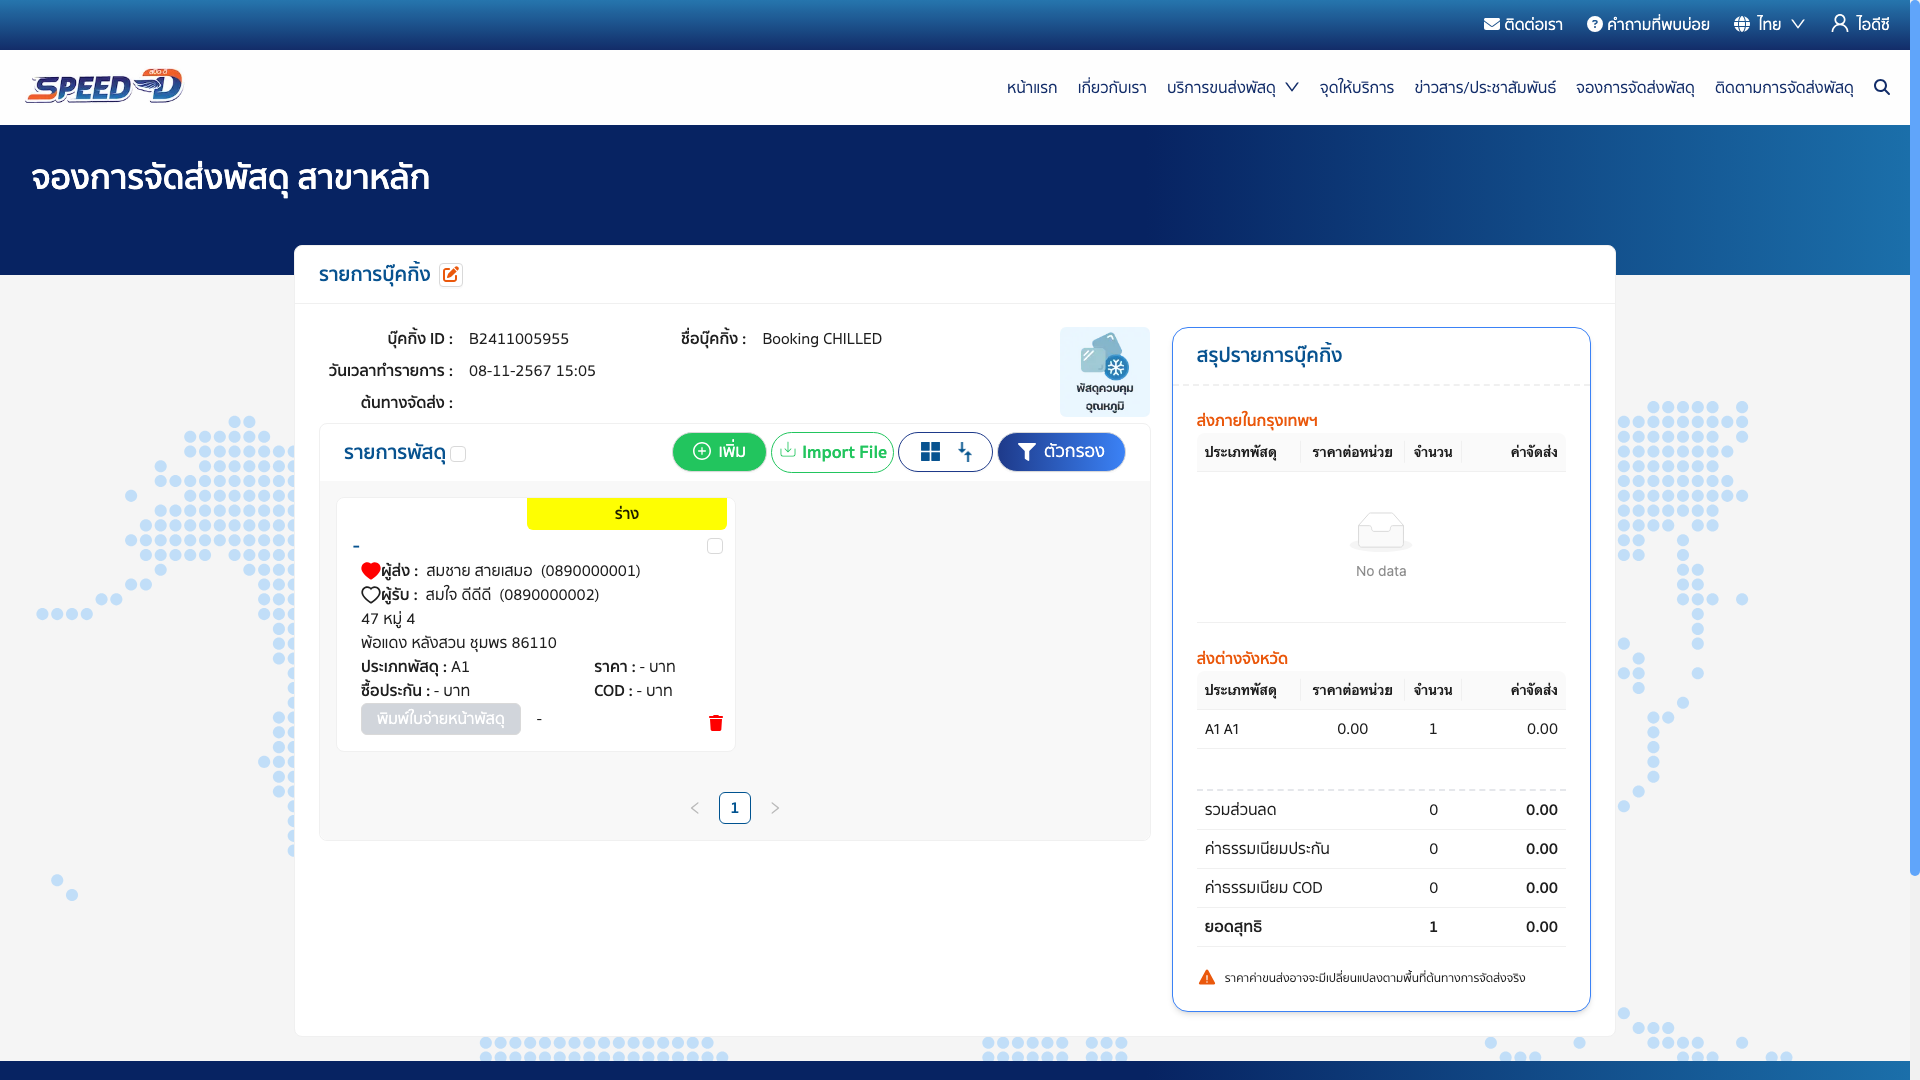 ติดต่อเรา คำถามที่พบบ่อย ไทย ไอดีซี
SPEED-D
หน้าแรก เกี่ยวกับเรา บริการขนส่งพัสดุ จุดให้บริการ ข่าวสาร/ประชาสัมพันธ์ จองการจัดส่งพัสดุ ติดตามการจัดส่งพัสดุ
จองการจัดส่งพัสดุ สาขาหลัก
รายการบุ๊คกิ้ง
บุ๊คกิ้ง ID : B2411005955 ชื่อบุ๊คกิ้ง : Booking CHILLED
วันเวลาทำรายการ : 08-11-2567 15:05
ต้นทางจัดส่ง :
พัสดุควบคุม
อุณหภูมิ
รายการพัสดุ เพิ่ม Import File ตัวกรอง
ร่าง
-
ผู้ส่ง : สมชาย สายเสมอ (0890000001)
ผู้รับ : สมใจ ดีดีดี (0890000002)
47 หมู่ 4
พ้อแดง หลังสวน ชุมพร 86110
ประเภทพัสดุ : A1 ราคา : - บาท
ซื้อประกัน : - บาท COD : - บาท
พิมพ์ใบจ่ายหน้าพัสดุ -
1
สรุปรายการบุ๊คกิ้ง
ส่งภายในกรุงเทพฯ
ประเภทพัสดุ ราคาต่อหน่วย จำนวน ค่าจัดส่ง
No data
ส่งต่างจังหวัด
ประเภทพัสดุ ราคาต่อหน่วย จำนวน ค่าจัดส่ง
A1 A1 0.00 1 0.00
รวมส่วนลด 0 0.00
ค่าธรรมเนียมประกัน 0 0.00
ค่าธรรมเนียม COD 0 0.00
ยอดสุทธิ 1 0.00
ราคาค่าขนส่งอาจจะมีเปลี่ยนแปลงตามพื้นที่ต้นทางการจัดส่งจริง